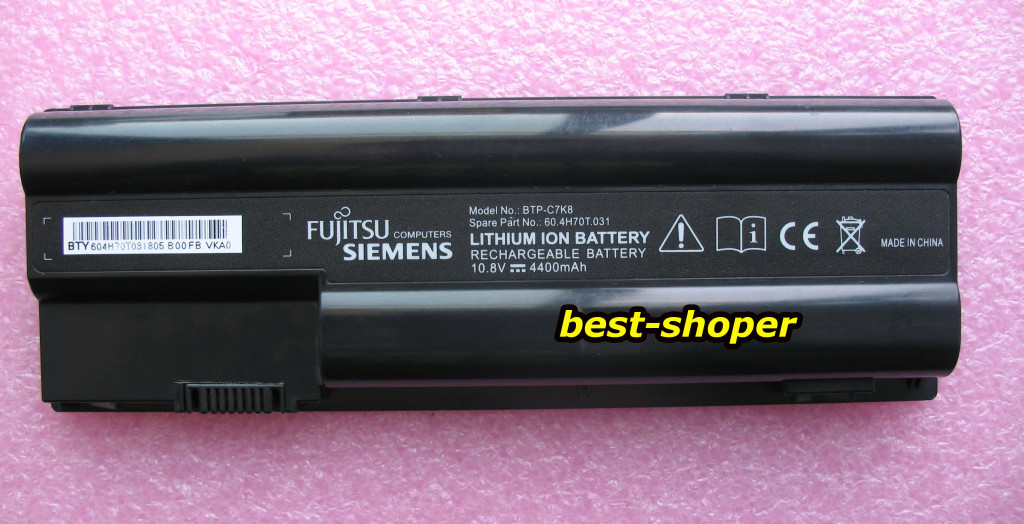 BTY 604H70T031805 B00FB VKA0
FUJITSU COMPUTERS
SIEMENS
Model No.: BTP-C7K8
Spare Part No.: 60.4H70T.031
LITHIUM ION BATTERY
RECHARGEABLE BATTERY
10.8V 4400mAh
i
CE
MADE IN CHINA
best-shoper